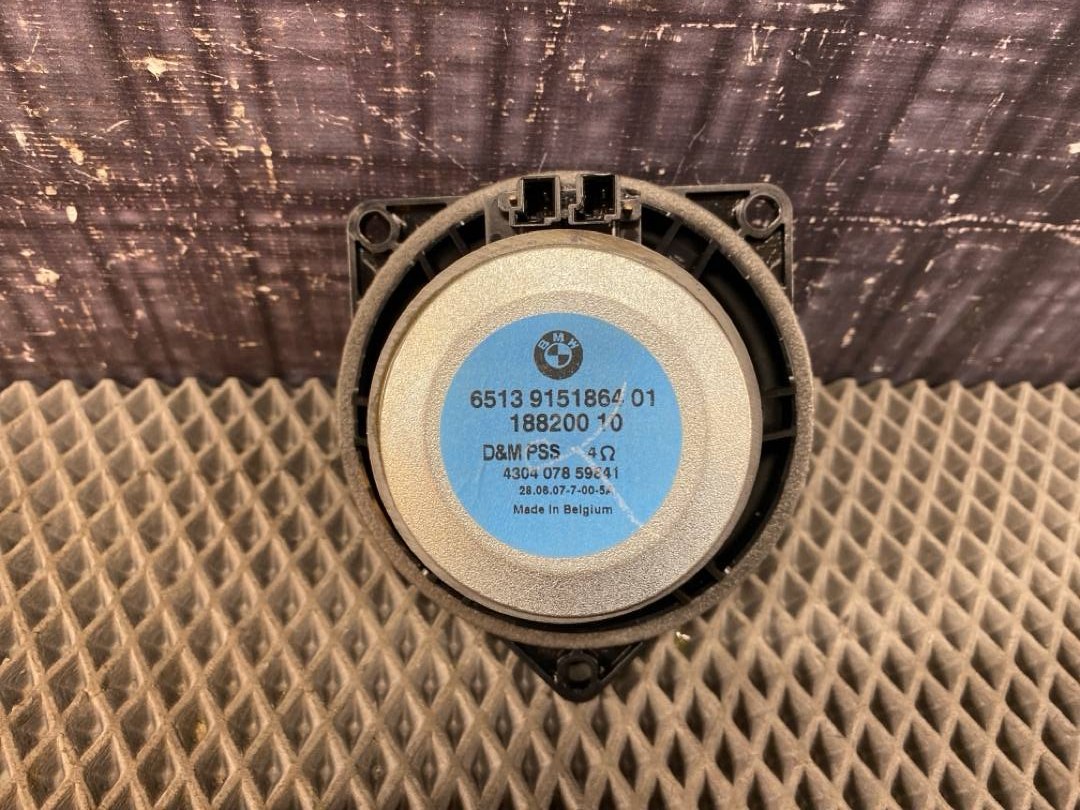 BMW
6513 9151864 01
188200 10
D&M PSS 4Ω
4304 078 59841
28.06.07-7-00-5A
Made in Belgium